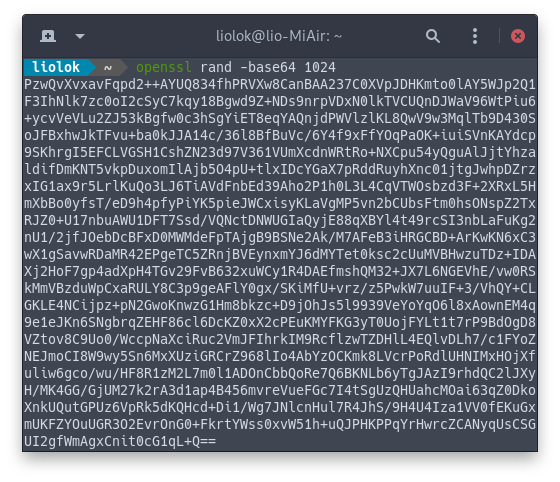 liolok@lio-MiAir: ~
liolok ~ openssl rand -base64 1024
PzwQvXvxavFqpd2++AYUQ834fhPRVXw8CanBAA237C0XVpJDHKmto0lAY5WJp2Q1
F3IhNlk7zc0oI2cSyC7kqy18Bgwd9Z+NDs9nrpVDxN0lkTVCUQnDJWaV96WtPiu6
+ycvVeVLu2ZJ53kBgfw0c3hSgYiET8eqYAQnjdPWVlzlKL8QwV9w3MqlTb9D430S
oJFBxhwJkTFvu+ba0kJJA14c/36l8BfBuVc/6Y4f9xFfYOqPaOK+iuiSVnKAYdcp
9SKhrgI5EFCLVGSH1CshZN23d97V361VUmXcdnWRtRo+NXCpu54yQguAlJjtYhza
ldifDmKNT5vkpDuxomIlAjb5O4pU+tlxIDcYGaX7pRddRuyhXnc01jtgJwhpDZrz
xIG1ax9r5LrlKuQo3LJ6TiAVdFnbEd39Aho2P1h0L3L4CqVTWOsbzd3F+2XRxL5H
mXbBo0yfsT/eD9h4pfyPiYK5pieJWCxisyKLaVgMP5vn2bCUbsFtm0hsONspZ2Tx
RJZ0+U17nbuAWU1DFT7Ssd/VQNctDNWUGIaQyjE88qXBYl4t49rcSI3nbLaFuKg2
nU1/2jfJOebDcBFxD0MWMdeFpTAjgB9BSNe2Ak/M7AFeB3iHRGCBD+ArKwKN6xC3
wX1gSavwRDaMR42EPgeTC5ZRnjBVEynxmYJ6dMYTet0ksc2cUuMVBHwzuTDz+IDA
Xj2HoF7gp4adXpH4TGv29FvB632xuWCy1R4DAEfmshQM32+JX7L6NGEVhE/vw0RS
kMmVBzduWpCxaRULY8C3p9geAFlY0gx/SKiMfU+vrz/z5PwkW7uuIF+3/VhQY+CL
GKLE4NCijpz+pN2GwoKnwzG1Hm8bkzc+D9jOhJs5l9939VeYoYqO6l8xAownEM4q
9e1eJKn6SNgbrqZEHF86cl6DcKZ0xX2cPEuKMYFKG3yT0UojFYLt1t7rP9BdOgD8
VZtov8C9Uo0/WccpNaXciRuc2VmJFIhrkIM9RcflzwTZDHlL4EQlvDLh7/c1FYoZ
NEJmoCI8W9wy5Sn6MxXUziGRCrZ968lIo4AbYzOCKmk8LVcrPoRdlUHNIMxHOjXf
uliw6gco/wu/HF8R1zM2L7m0l1ADOnCbbQoRe7Q6BKNLb6yTgJAzI9rhdQC2lJXy
H/MK4GG/GjUM27k2rA3d1ap4B456mvreVueFGc7I4tSgUzQHUahcMOai63qZ0Dko
XnkUQutGPUz6VpRk5dKQHcd+Di1/Wg7JNlcnHul7R4JhS/9H4U4Iza1VV0fEKuGx
mUKFZYOuUGR3O2EvrOnG0+FkrtYWss0xvW51h+uQJPHKPPqYrHwrcZCANyqUsCSG
UI2gfWmAgxCnit0cG1qL+Q==